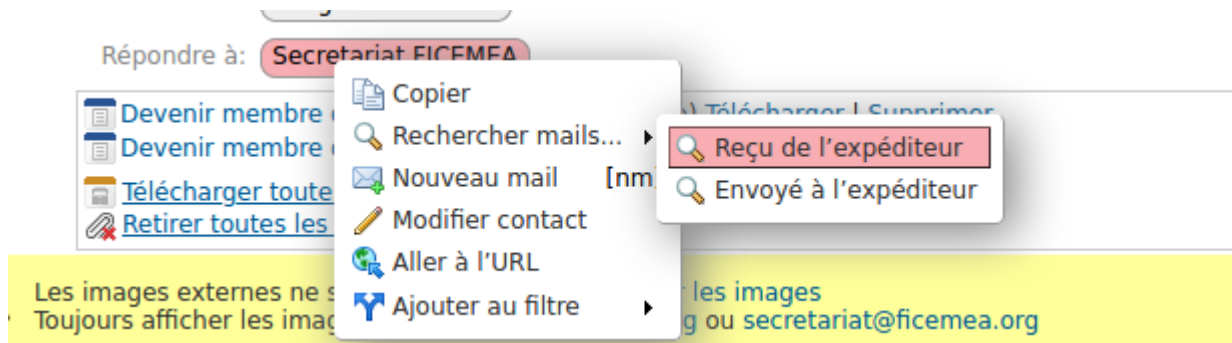 Répondre à: Secretariat FICEMEA
Copier
Devenir membre Télécharger | Supprimer
Rechercher mails... Reçu de l’expéditeur
Devenir membre
Nouveau mail [nm] Envoyé à l’expéditeur
Télécharger toute
Modifier contact
Retirer toutes les
Aller à l’URL
Les images externes ne les images
Ajouter au filtre
Toujours afficher les ou secretariat@ficemea.org